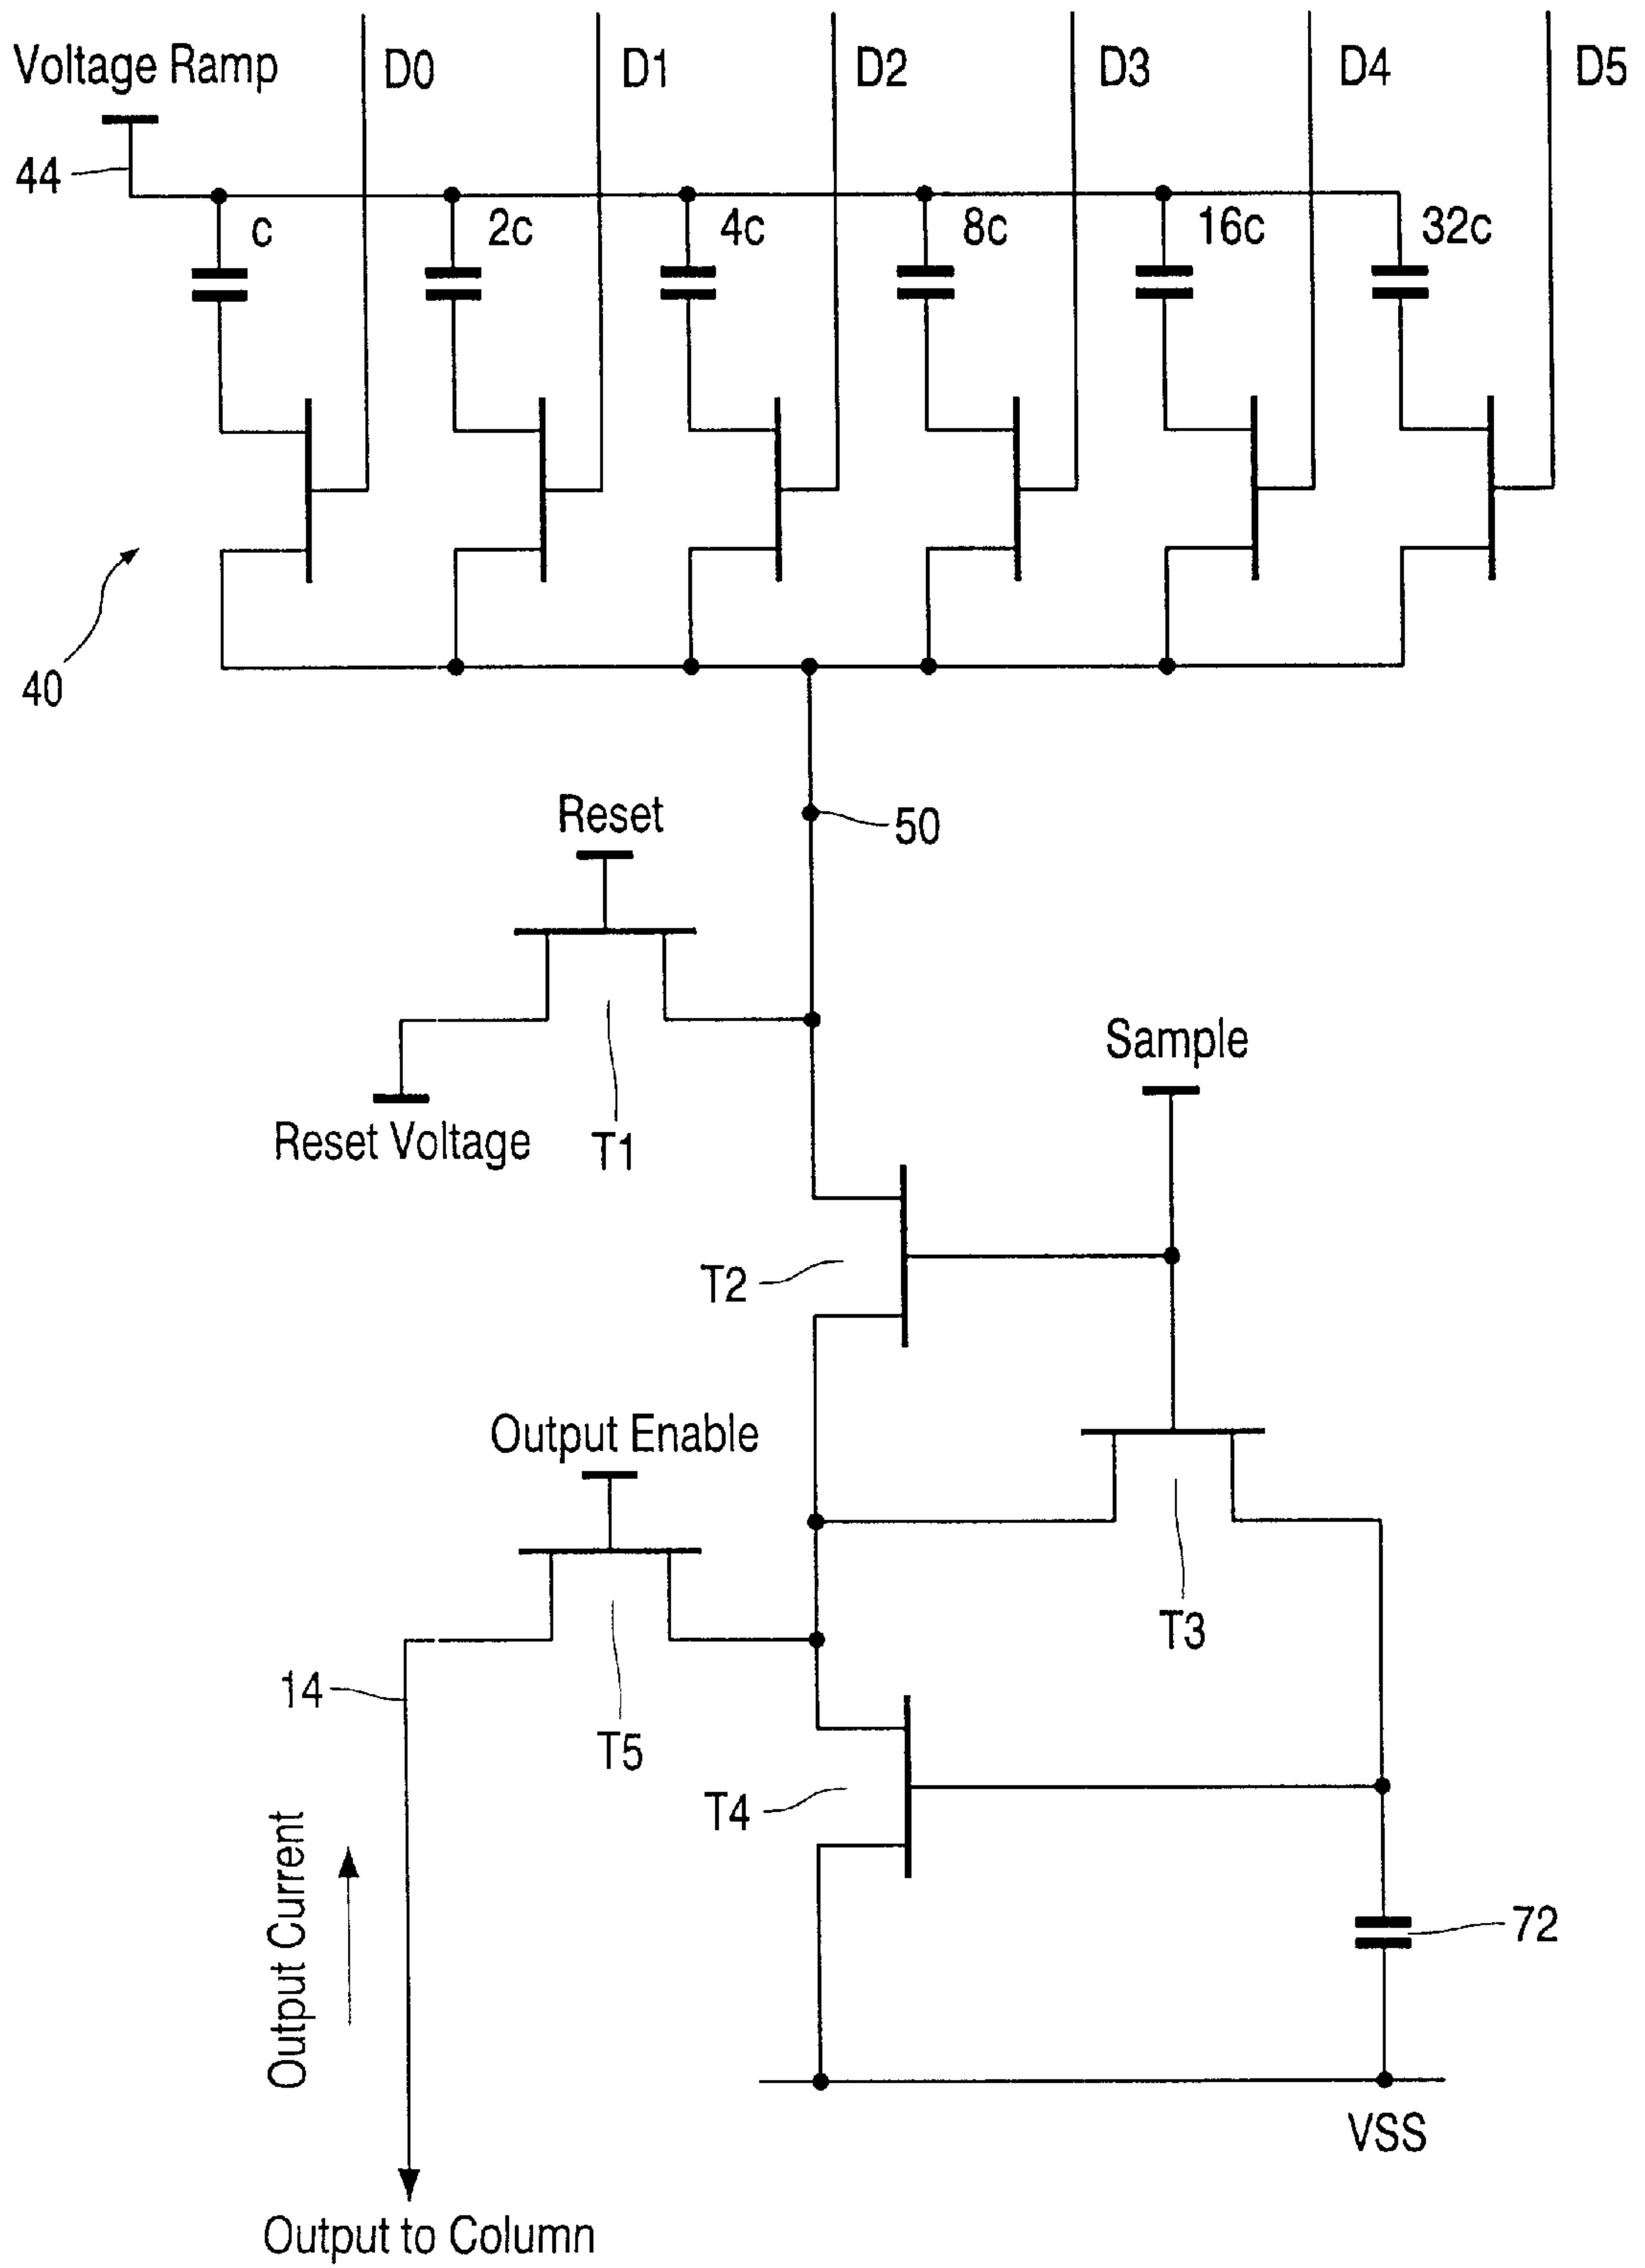 Voltage Ramp
D0
D1
D2
D3
D4
D5
44
c
2c
4c
8c
16c
32c
40
50
Reset
Reset Voltage
T1
Sample
T2
Output Enable
T3
14
T5
T4
Output Current
72
VSS
Output to Column